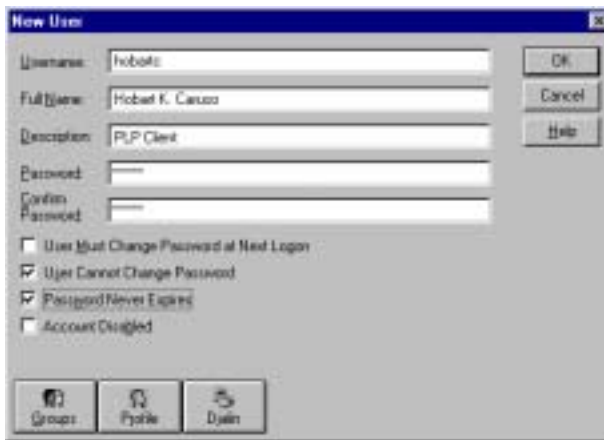 New User
Username: hobartc
OK
Full Name: Hobart K. Caruso
Cancel
Description: PLP Client
Help
Password: ******
Confirm
Password: ******
User Must Change Password at Next Logon
User Cannot Change Password
Password Never Expires
Account Disabled
Groups
Profile
Dialin